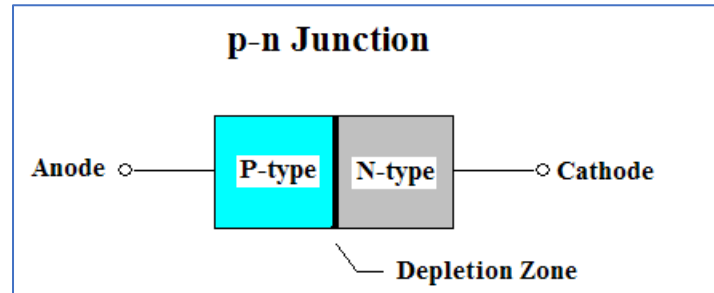 p-n Junction
Anode
P-type
N-type
Cathode
Depletion Zone